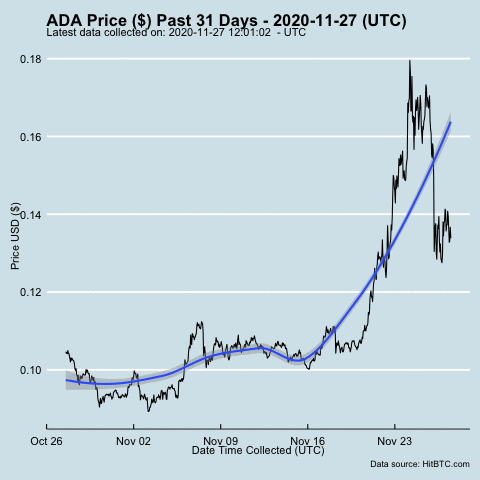 ADA Price ($) Past 31 Days - 2020-11-27 (UTC)
Latest data collected on: 2020-11-27 12:01:02  - UTC
0.18
0.16
0.14
0.12
0.10
Price USD ($)
Oct 26 Nov 02 Nov 09 Nov 16 Nov 23
Date Time Collected (UTC)
Data source: HitBTC.com